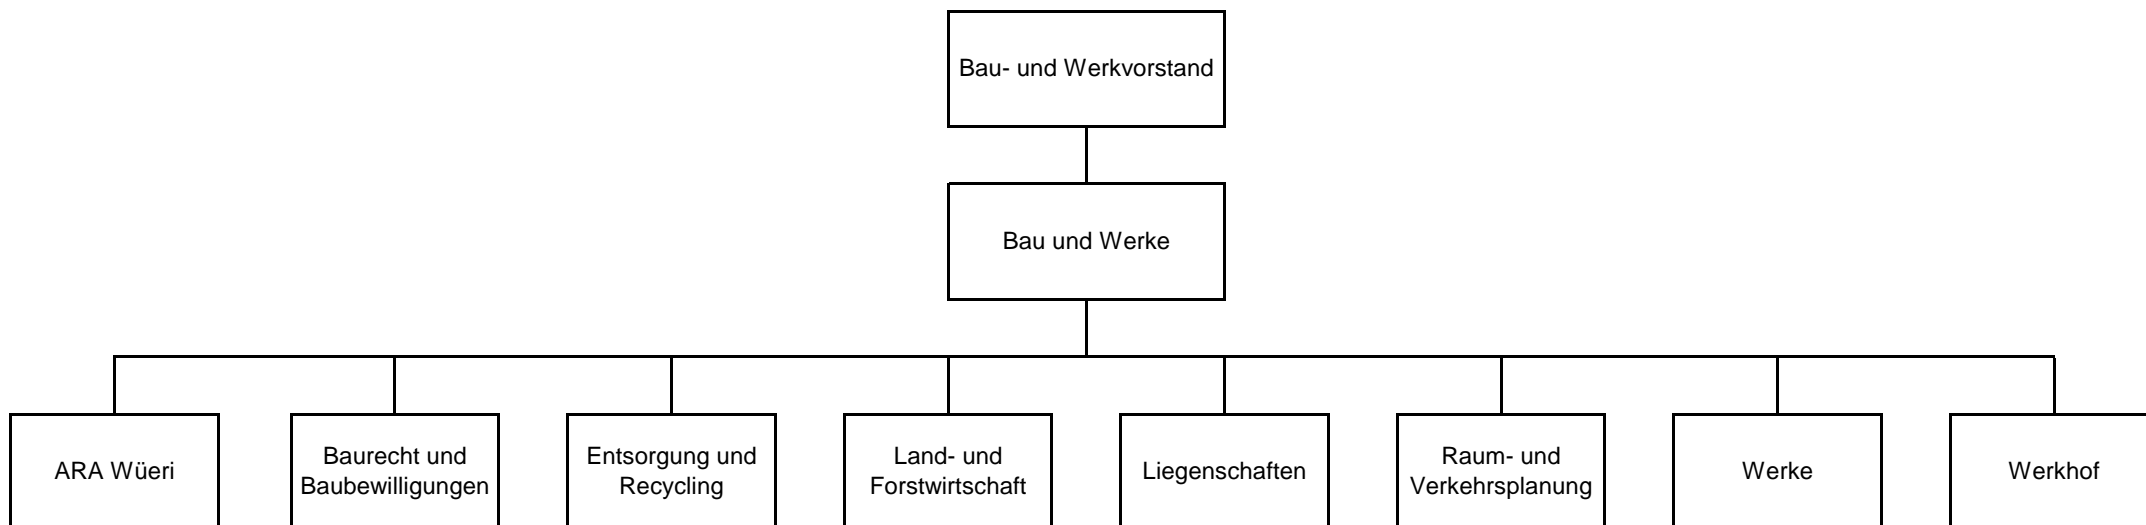 Bau- und Werkvorstand
Bau und Werke
ARA Wüeri
Baurecht und
Baubewilligungen
Entsorgung und
Recycling
Land- und
Forstwirtschaft
Liegenschaften
Raum- und
Verkehrsplanung
Werke
Werkhof